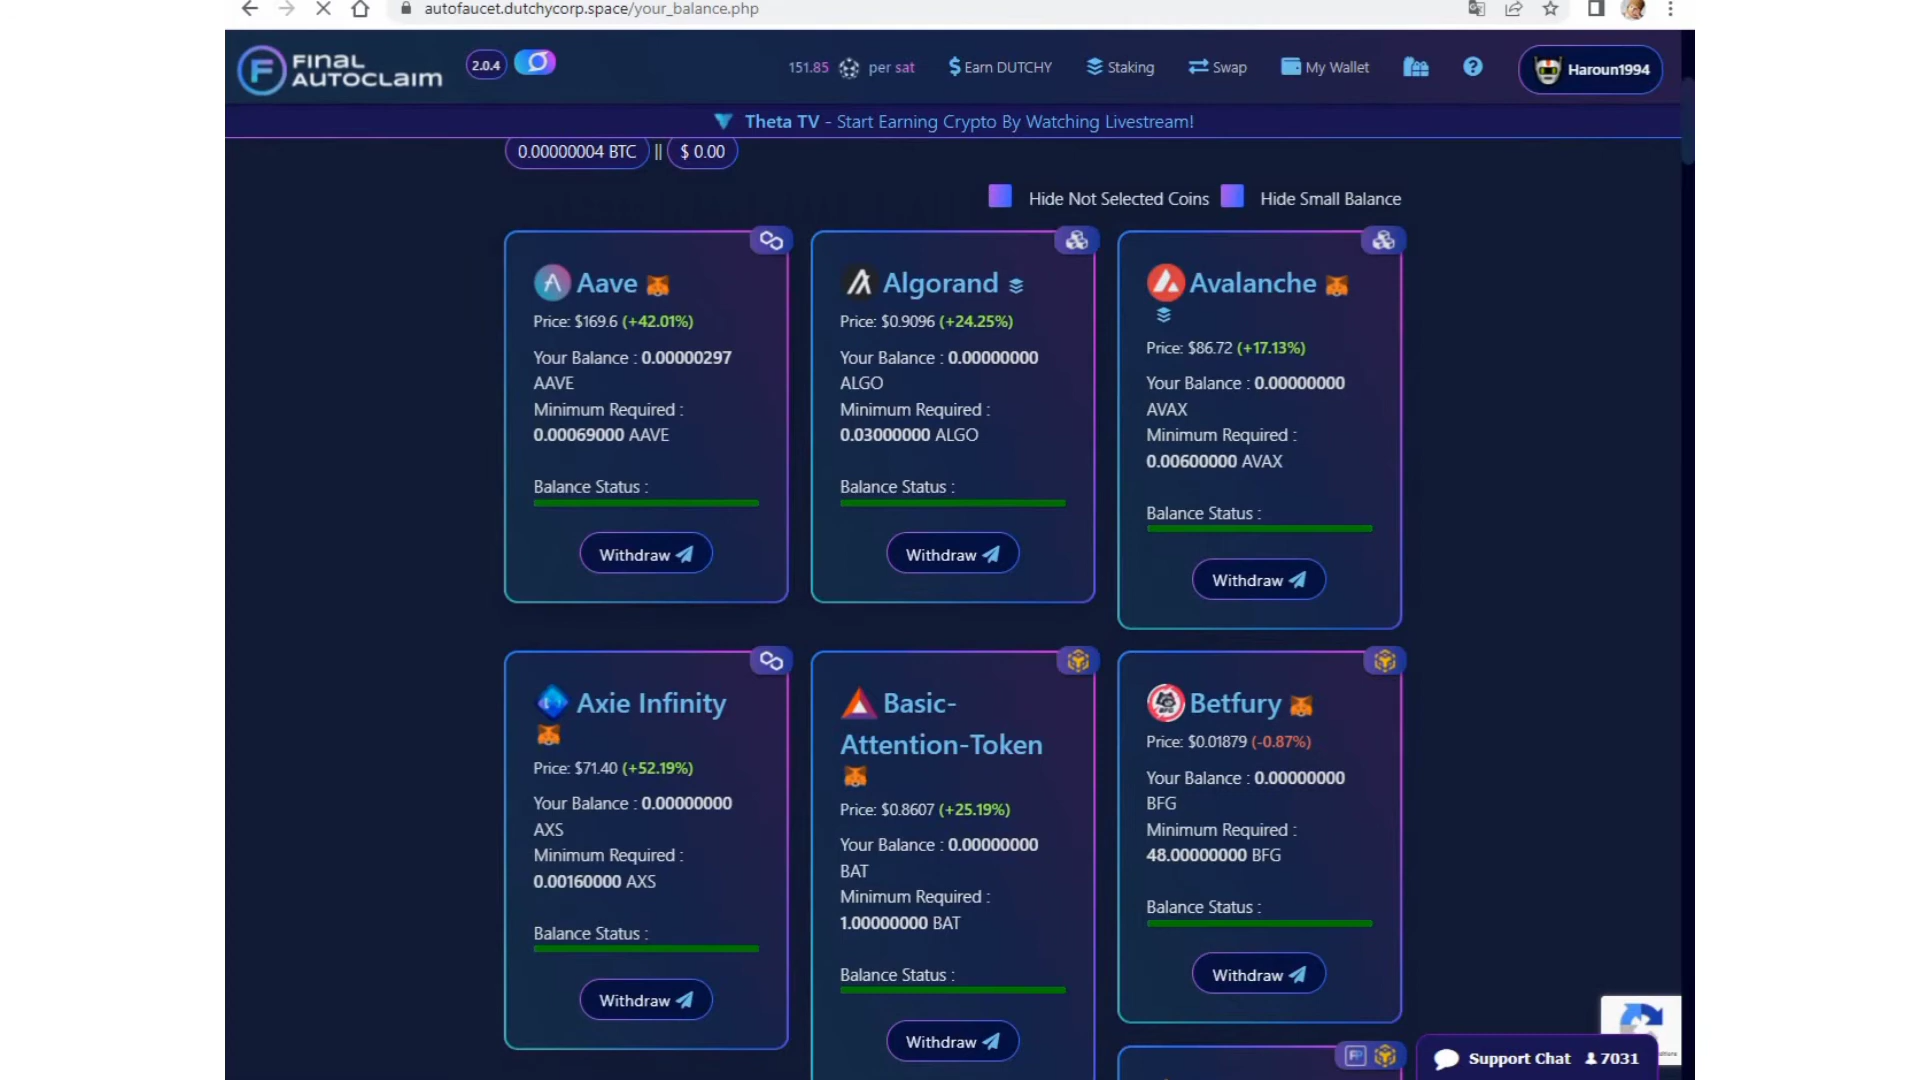 autofaucet.dutchycorp.space/your_balance.php
FINAL
AUTOCLAIM
2.0.4
151.85 per sat
Earn DUTCHY
Staking
Swap
My Wallet
Haroun1994
Theta TV - Start Earning Crypto By Watching Livestream!
0.00000004 BTC || $ 0.00
Hide Not Selected Coins
Hide Small Balance
Aave
Price: $169.6 (+42.01%)
Your Balance : 0.00000297
AAVE
Minimum Required :
0.00069000 AAVE
Balance Status :
Withdraw
Algorand
Price: $0.9096 (+24.25%)
Your Balance : 0.00000000
ALGO
Minimum Required :
0.03000000 ALGO
Balance Status :
Withdraw
Avalanche
Price: $86.72 (+17.13%)
Your Balance : 0.00000000
AVAX
Minimum Required :
0.00600000 AVAX
Balance Status :
Withdraw
Axie Infinity
Price: $71.40 (+52.19%)
Your Balance : 0.00000000
AXS
Minimum Required :
0.00160000 AXS
Balance Status :
Withdraw
Basic-
Attention-Token
Price: $0.8607 (+25.19%)
Your Balance : 0.00000000
BAT
Minimum Required :
1.00000000 BAT
Balance Status :
Withdraw
Betfury
Price: $0.01879 (-0.87%)
Your Balance : 0.00000000
BFG
Minimum Required :
48.00000000 BFG
Balance Status :
Withdraw
FP
Support Chat 7031